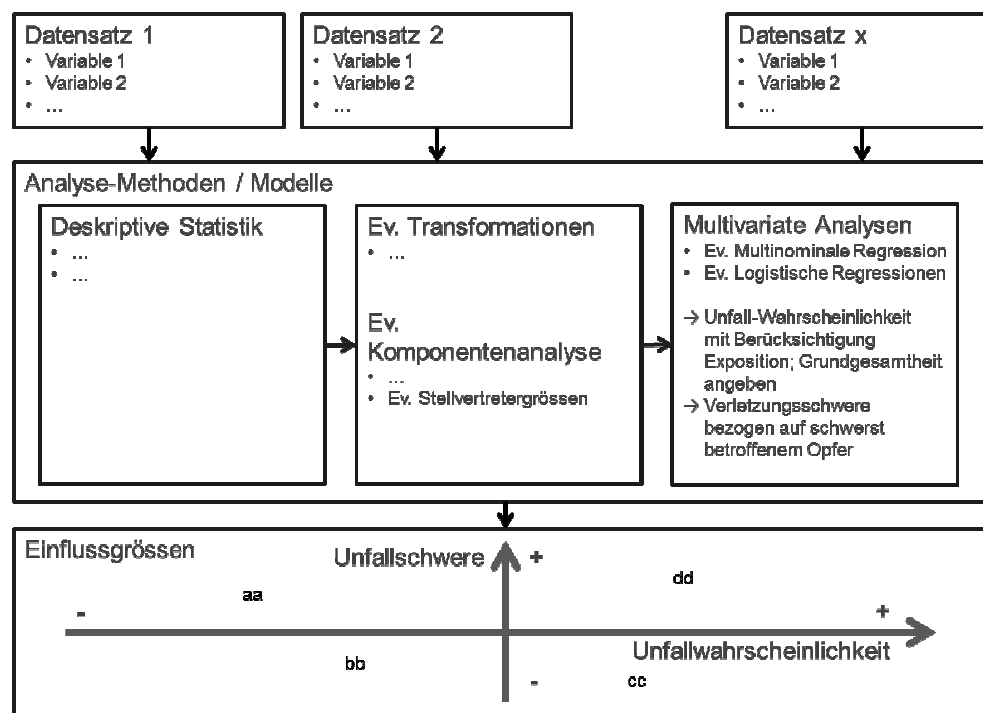 Datensatz 1
• Variable 1
• Variable 2
• ...
Datensatz 2
• Variable 1
• Variable 2
• ...
Datensatz x
• Variable 1
• Variable 2
• ...
Analyse-Methoden / Modelle
Deskriptive Statistik
• ...
• ...
Ev. Transformationen
• ...
Ev.
Komponentenanalyse
• ...
• Ev. Stellvertretergrössen
Multivariate Analysen
• Ev. Multinominale Regression
• Ev. Logistische Regressionen
→ Unfall-Wahrscheinlichkeit
mit Berücksichtigung
Exposition; Grundgesamtheit
angeben
→ Verletzungsschwere
bezogen auf schwerst
betroffenem Opfer
Einflussgrössen
Unfallschwere
+
dd
aa
-
+
Unfallwahrscheinlichkeit
bb
-
cc